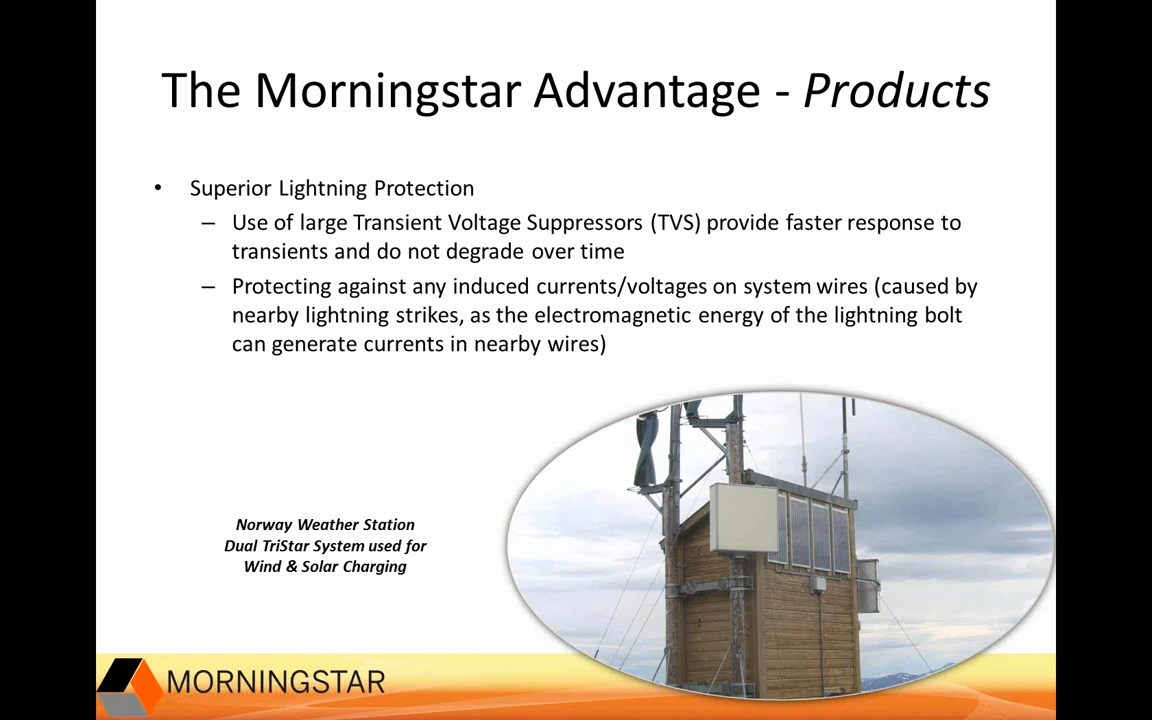 The Morningstar Advantage - Products
• Superior Lightning Protection
– Use of large Transient Voltage Suppressors (TVS) provide faster response to
transients and do not degrade over time
– Protecting against any induced currents/voltages on system wires (caused by
nearby lightning strikes, as the electromagnetic energy of the lightning bolt
can generate currents in nearby wires)
Norway Weather Station
Dual TriStar System used for
Wind & Solar Charging
MORNINGSTAR